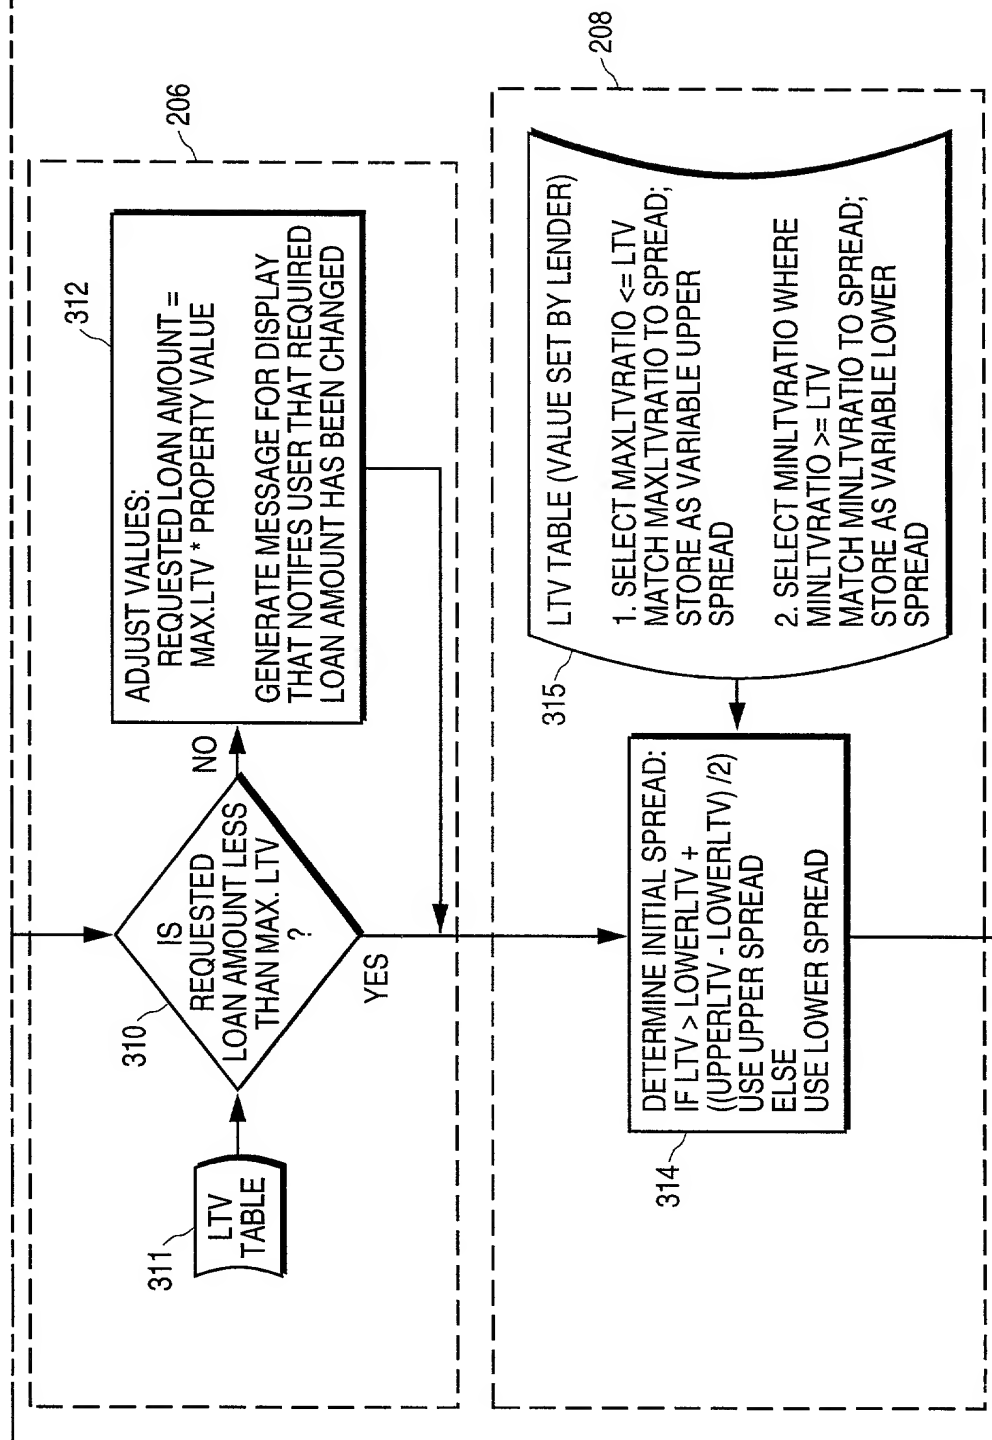 206
312
ADJUST VALUES:
REQUESTED LOAN AMOUNT =
MAX.LTV * PROPERTY VALUE
GENERATE MESSAGE FOR DISPLAY
THAT NOTIFES USER THAT REQUIRED
LOAN AMOUNT HAS BEEN CHANGED
NO
310
IS
REQUESTED
LOAN AMOUNT LESS
THAN MAX. LTV
?
YES
311
LTV
TABLE
208
315
LTV TABLE (VALUE SET BY LENDER)
1. SELECT MAXLTVRATIO <= LTV
MATCH MAXLTVRATIO TO SPREAD;
STORE AS VARIABLE UPPER
SPREAD
2. SELECT MINLTVRATIO WHERE
MINLTVRATIO >= LTV
MATCH MINLTVRATIO TO SPREAD;
STORE AS VARIABLE LOWER
SPREAD
314
DETERMINE INITIAL SPREAD:
IF LTV > LOWERLTV +
((UPPERLTV - LOWERLTV) /2)
USE UPPER SPREAD
ELSE
USE LOWER SPREAD